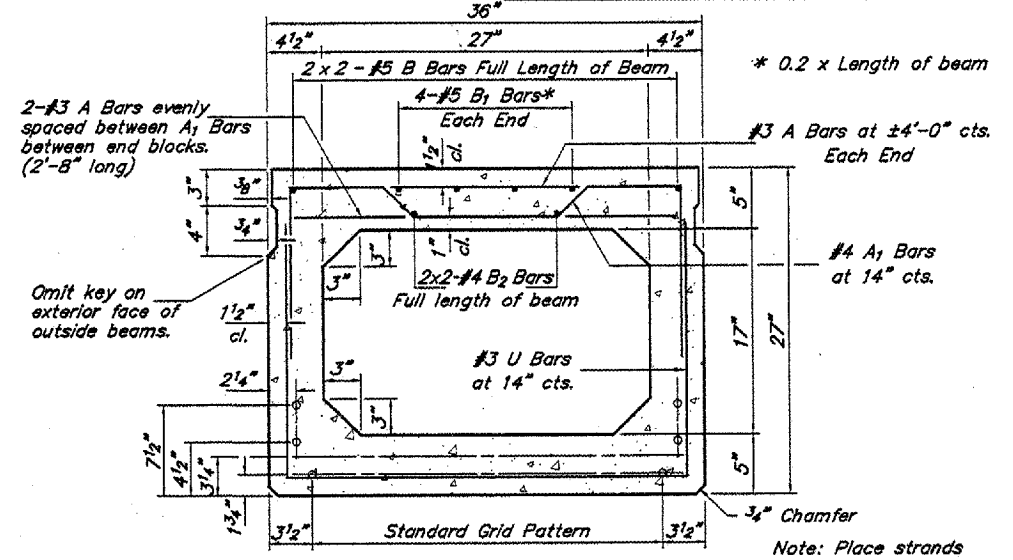 36"
4½" 27" 4½"
2 x 2 - #5 B Bars Full Length of Beam
* 0.2 x Length of beam
4-#5 B₁ Bars*
Each End
2-#3 A Bars evenly
spaced between A₁ Bars
between end blocks.
(2'-8" long)
1½"
cl.
#3 A Bars at ±4'-0" cts.
Each End
3"
⅜"
5"
4"
¾"
1"
cl.
3"
3"
#4 A₁ Bars
at 14" cts.
2x2-#4 B₂ Bars
Full length of beam
Omit key on
exterior face of
outside beams.
1½"
cl.
17"
27"
#3 U Bars
at 14" cts.
3"
3"
2¼"
7½"
4½"
3¼"
1¾"
5"
¾" Chamfer
3½" Standard Grid Pattern 3½"
Note: Place strands